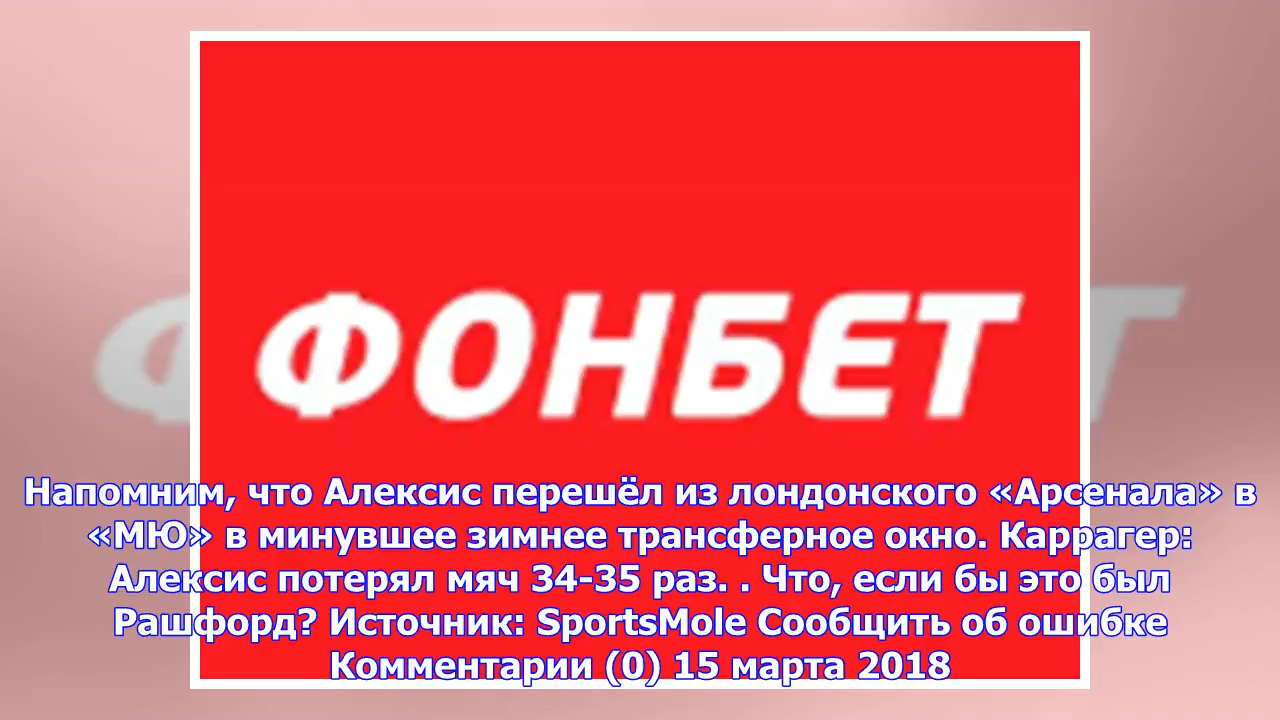 ФОНБЕТ
Напомним, что Алексис перешёл из лондонского «Арсенала» в
«МЮ» в минувшее зимнее трансферное окно. Каррагер:
Алексис потерял мяч 34-35 раз. . Что, если бы это был
Рашфорд? Источник: SportsMole Сообщить об ошибке
Комментарии (0) 15 марта 2018